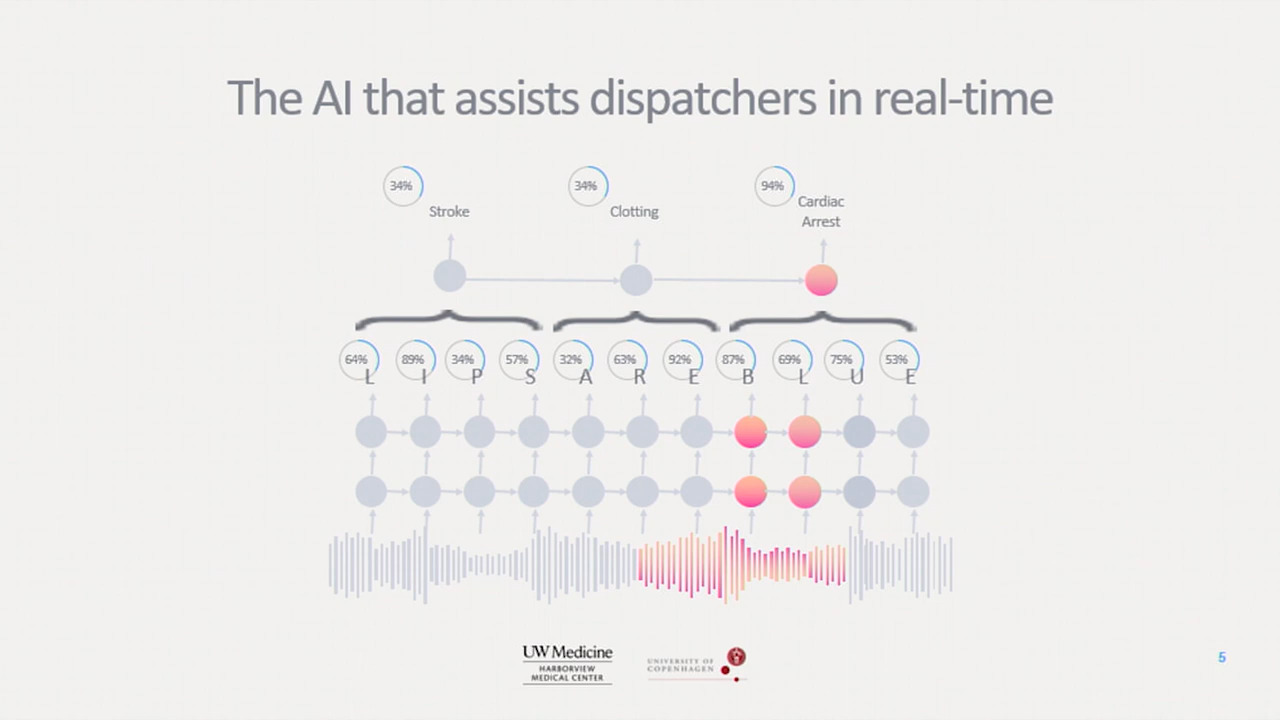 The AI that assists dispatchers in real-time
34% 34% 94%
Stroke Clotting Cardiac
Arrest
64% 89% 34% 57% 32% 63% 92% 87% 69% 75% 53%
L I P S A R E B L U E
UW Medicine
HARBORVIEW
MEDICAL CENTER
UNIVERSITY OF
COPENHAGEN
5